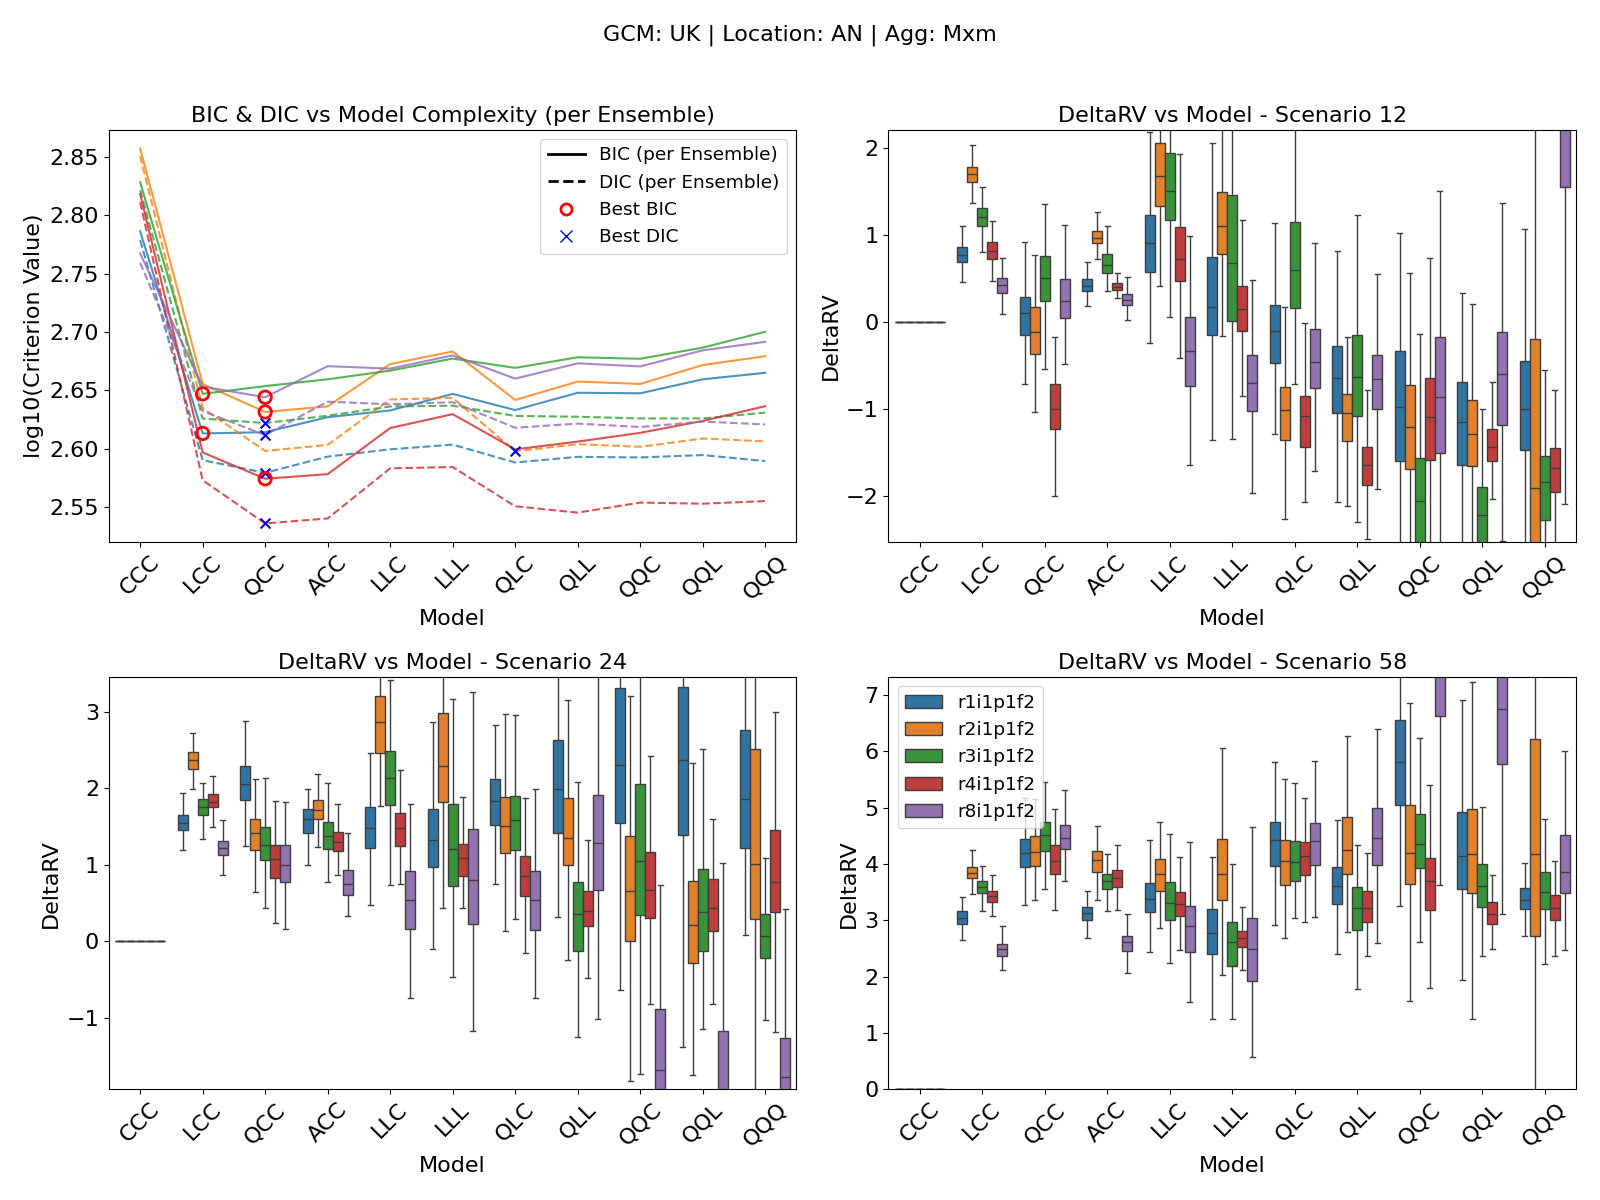 GCM: UK | Location: AN | Agg: Mxm
BIC & DIC vs Model Complexity (per Ensemble)
log10(Criterion Value)
2.85
2.80
2.75
2.70
2.65
2.60
2.55
BIC (per Ensemble)
DIC (per Ensemble)
Best BIC
Best DIC
CCC
LCC
QCC
ACC
LLC
LLL
QLC
QLL
QQC
QQL
QQQ
Model
DeltaRV vs Model - Scenario 12
DeltaRV
2
1
0
−1
−2
CCC
LCC
QCC
ACC
LLC
LLL
QLC
QLL
QQC
QQL
QQQ
Model
DeltaRV vs Model - Scenario 24
DeltaRV
3
2
1
0
−1
CCC
LCC
QCC
ACC
LLC
LLL
QLC
QLL
QQC
QQL
QQQ
Model
DeltaRV vs Model - Scenario 58
DeltaRV
7
6
5
4
3
2
1
0
r1i1p1f2
r2i1p1f2
r3i1p1f2
r4i1p1f2
r8i1p1f2
CCC
LCC
QCC
ACC
LLC
LLL
QLC
QLL
QQC
QQL
QQQ
Model